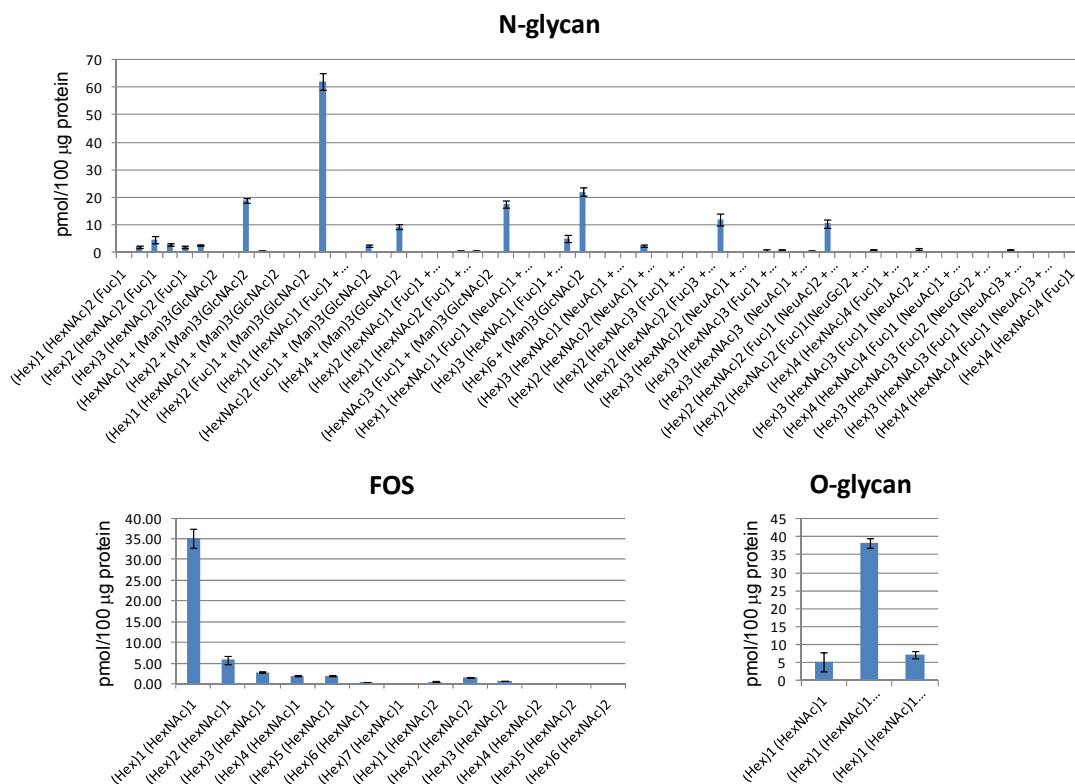 N-glycan
pmol/100 µg protein
70
60
50
40
30
20
10
0
(Hex)1 (HexNAc)2 (Fuc)1
(Hex)2 (HexNAc)2 (Fuc)1
(Hex)3 (HexNAc)2 (Fuc)1
(HexNAc)1 + (Man)3(GlcNAc)2
(Hex)2 + (Man)3(GlcNAc)2
(Hex)1 (HexNAc)1 + (Man)3(GlcNAc)2
(Hex)2 (Fuc)1 + (Man)3(GlcNAc)2
(Hex)1 (HexNAc)1 (Fuc)1 +...
(HexNAc)2 (Fuc)1 + (Man)3(GlcNAc)2
(Hex)4 + (Man)3(GlcNAc)2
(Hex)2 (HexNAc)1 (Fuc)1 +...
(Hex)1 (HexNAc)2 (Fuc)1 +...
(HexNAc)3 (Fuc)1 + (Man)3(GlcNAc)2
(Hex)1 (HexNAc)1 (Fuc)1 (NeuAc)1 +...
(Hex)3 (HexNAc)1 (Fuc)1 +...
(Hex)6 + (Man)3(GlcNAc)2
(Hex)3 (HexNAc)1 (NeuAc)1 +...
(Hex)2 (HexNAc)2 (NeuAc)1 +...
(Hex)2 (HexNAc)3 (Fuc)1 +...
(Hex)2 (HexNAc)2 (Fuc)3 +...
(Hex)3 (HexNAc)2 (NeuAc)1 +...
(Hex)3 (HexNAc)3 (Fuc)1 +...
(Hex)3 (HexNAc)3 (NeuAc)1 +...
(Hex)2 (HexNAc)2 (Fuc)1 (NeuAc)2 +...
(Hex)2 (HexNAc)2 (Fuc)1 (NeuGc)2 +...
(Hex)4 (HexNAc)4 (Fuc)1 +...
(Hex)3 (HexNAc)3 (Fuc)1 (NeuAc)2 +...
(Hex)4 (HexNAc)4 (Fuc)1 (NeuAc)1 +...
(Hex)3 (HexNAc)3 (Fuc)2 (NeuGc)2 +...
(Hex)3 (HexNAc)3 (Fuc)1 (NeuAc)3 +...
(Hex)4 (HexNAc)4 (Fuc)1 (NeuAc)3 +...
(Hex)4 (HexNAc)4 (Fuc)1
FOS
pmol/100 µg protein
40.00
35.00
30.00
25.00
20.00
15.00
10.00
5.00
0.00
(Hex)1 (HexNAc)1
(Hex)2 (HexNAc)1
(Hex)3 (HexNAc)1
(Hex)4 (HexNAc)1
(Hex)5 (HexNAc)1
(Hex)6 (HexNAc)1
(Hex)7 (HexNAc)1
(Hex)1 (HexNAc)2
(Hex)2 (HexNAc)2
(Hex)3 (HexNAc)2
(Hex)4 (HexNAc)2
(Hex)5 (HexNAc)2
(Hex)6 (HexNAc)2
O-glycan
pmol/100 µg protein
45
40
35
30
25
20
15
10
5
0
(Hex)1 (HexNAc)1
(Hex)1 (HexNAc)1...
(Hex)1 (HexNAc)1...